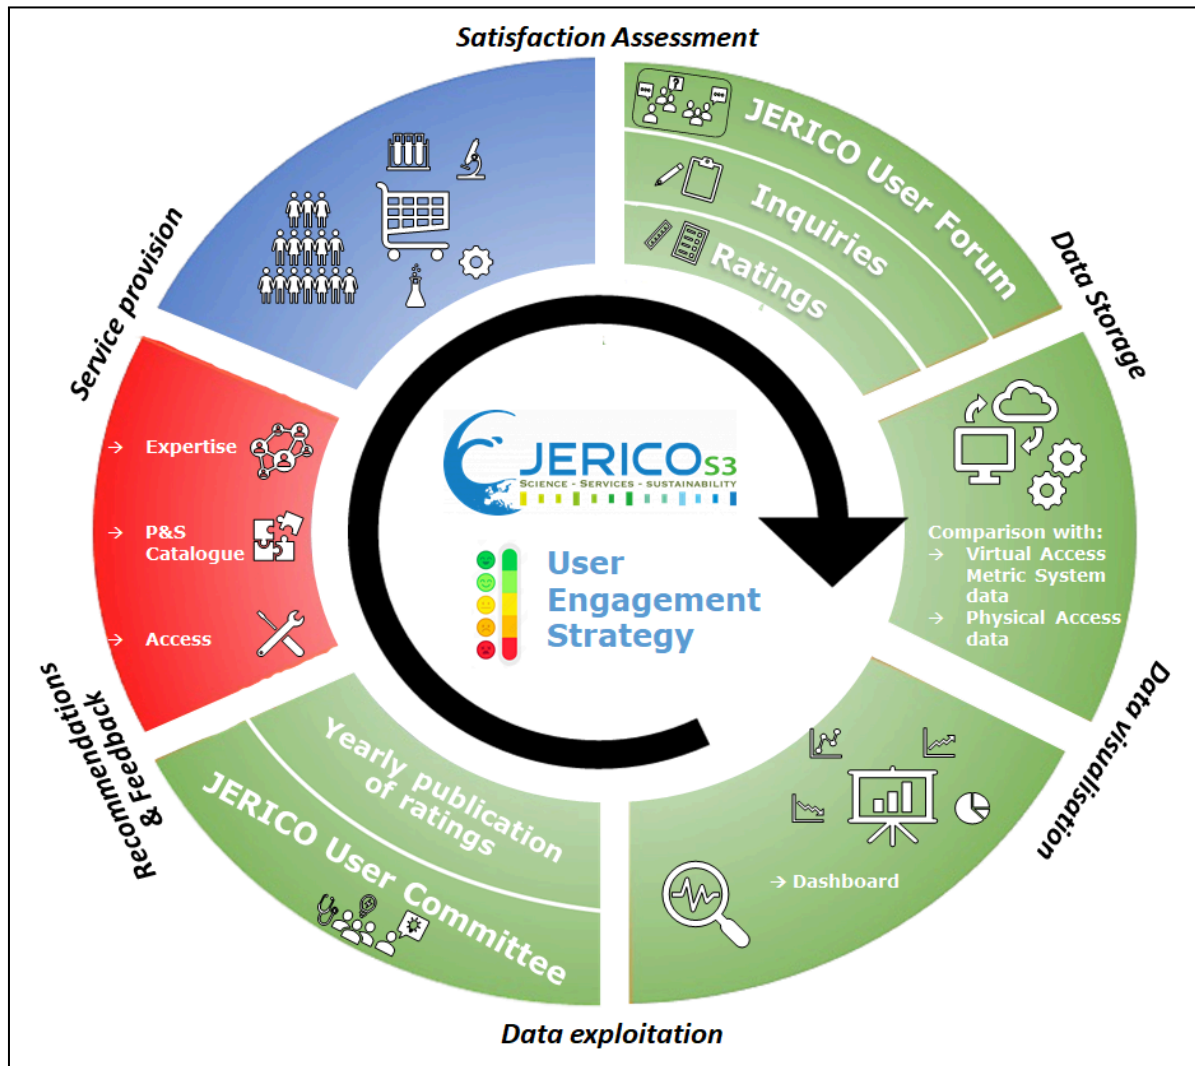 Satisfaction Assessment
JERICO User Forum
Inquiries
Ratings
Data Storage
Comparison with:
→ Virtual Access
Metric System
data
→ Physical Access
data
Data visualisation
→ Dashboard
Data exploitation
Yearly publication
of ratings
JERICO User Committee
Recommendations
& Feedback
→ Expertise
→ P&S
Catalogue
→ Access
Service provision
JERICO S3
SCIENCE - SERVICES - SUSTAINABILITY
User
Engagement
Strategy